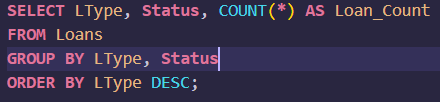 SELECT LType, Status, COUNT(*) AS Loan_Count
FROM Loans
GROUP BY LType, Status
ORDER BY LType DESC;